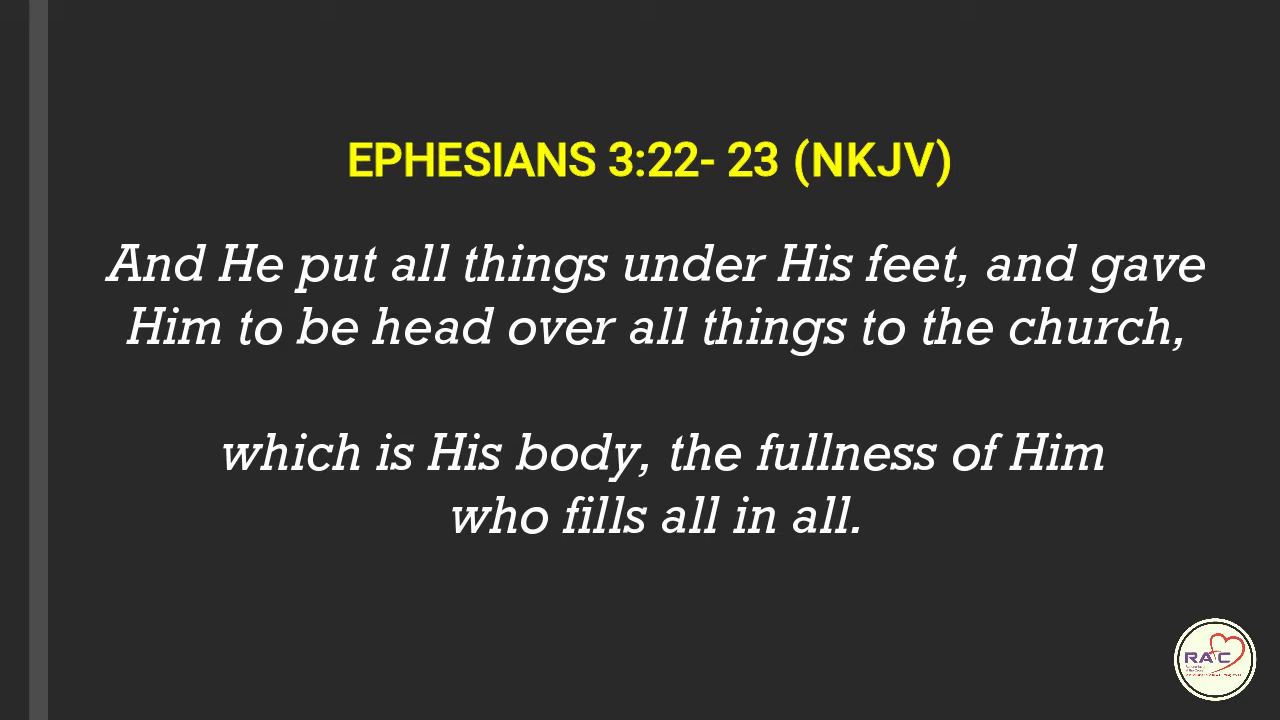 EPHESIANS 3:22- 23 (NKJV)
And He put all things under His feet, and gave
Him to be head over all things to the church,
which is His body, the fullness of Him
who fills all in all.
RAFC